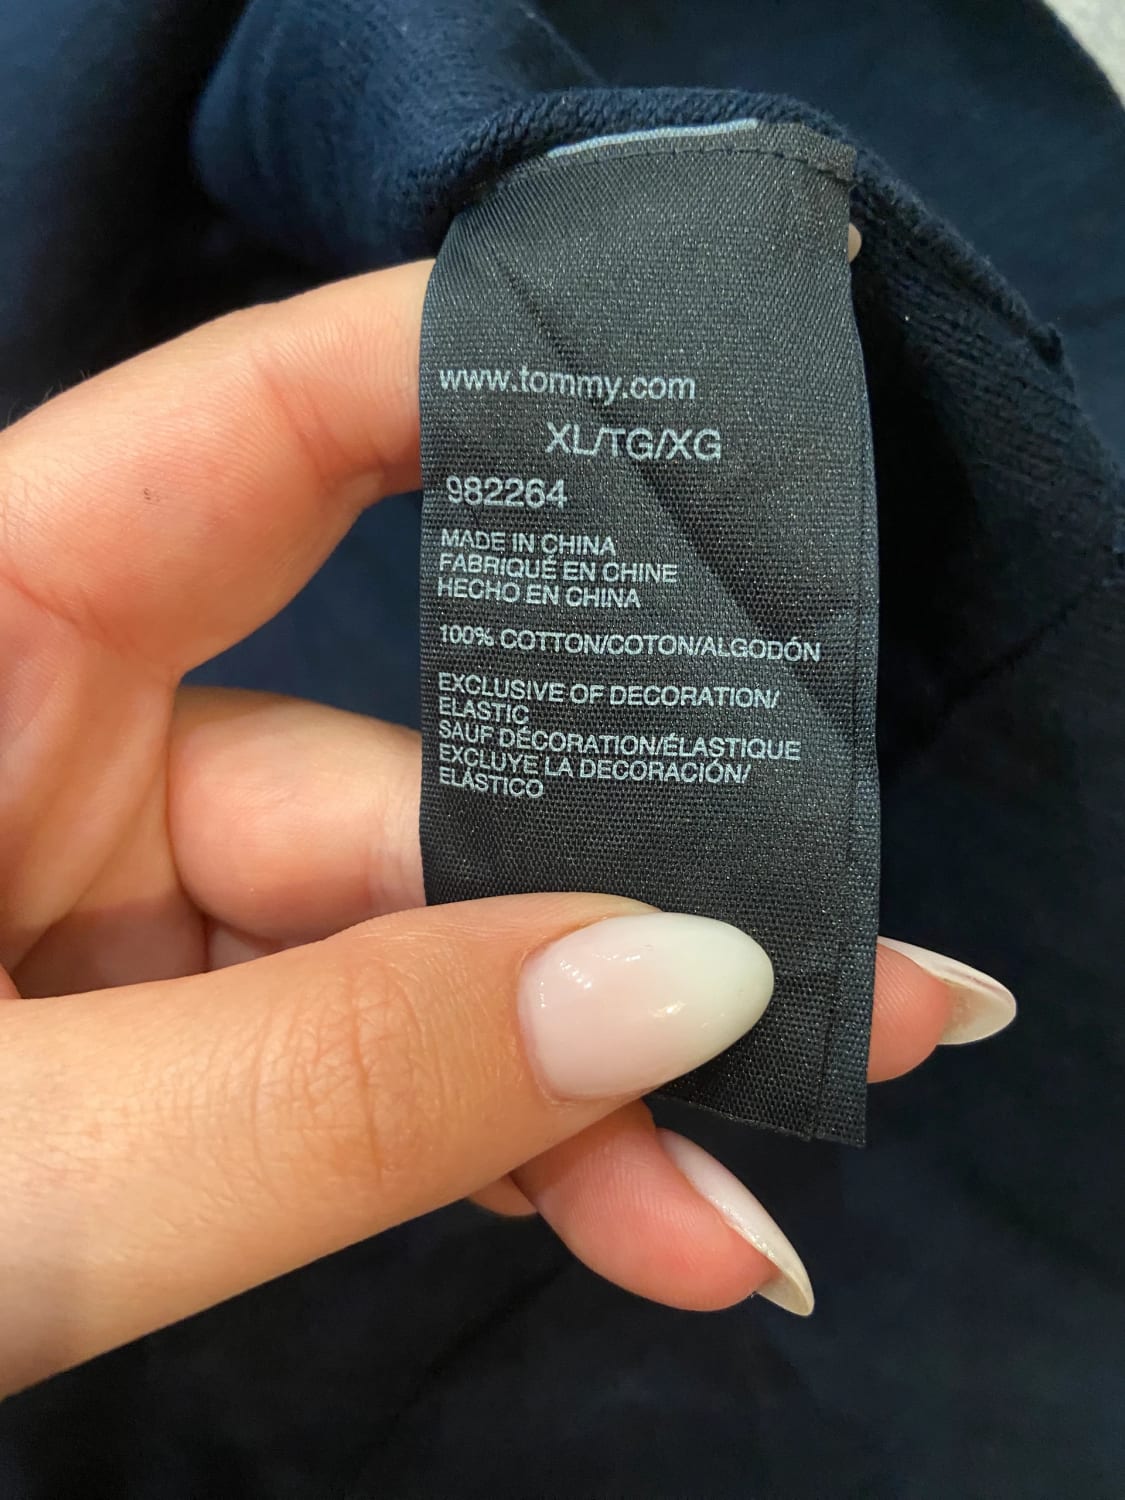 www.tommy.com
XL/TG/XG
982264
MADE IN CHINA
FABRIQUÉ EN CHINE
HECHO EN CHINA
100% COTTON/COTON/ALGODÓN
EXCLUSIVE OF DECORATION/
ELASTIC
SAUF DÉCORATION/ÉLASTIQUE
EXCLUYE LA DECORACIÓN/
ELÁSTICO